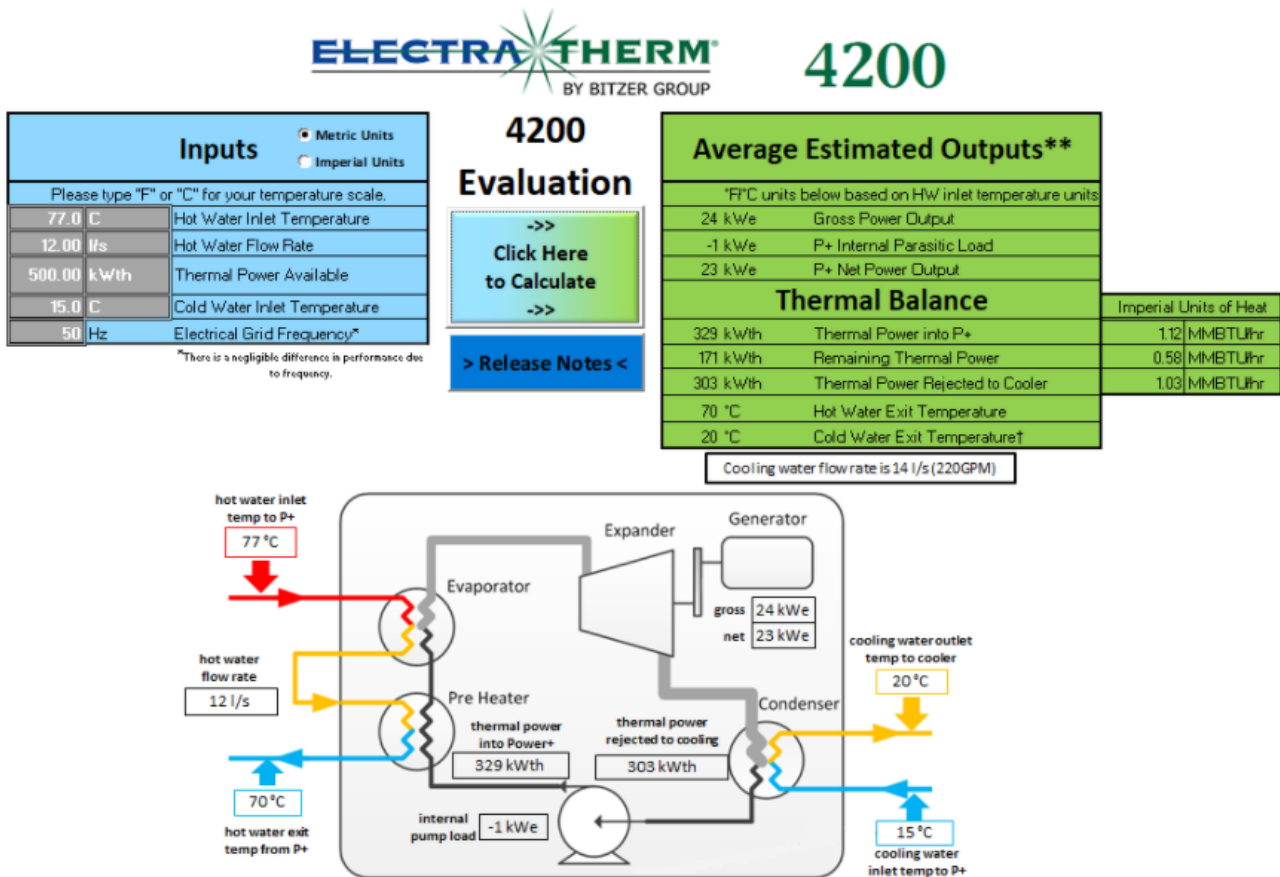 ELECTRATHERM®
BY BITZER GROUP
4200
Inputs
Metric Units
Imperial Units
Please type "F" or "C" for your temperature scale.
77.0 C Hot Water Inlet Temperature
12.00 l/s Hot Water Flow Rate
500.00 kWth Thermal Power Available
15.0 C Cold Water Inlet Temperature
50 Hz Electrical Grid Frequency*
*There is a negligible difference in performance due
to frequency.
4200
Evaluation
->>
Click Here
to Calculate
->>
> Release Notes <
Average Estimated Outputs**
°F/°C units below based on HW inlet temperature units
24 kWe Gross Power Output
-1 kWe P+ Internal Parasitic Load
23 kWe P+ Net Power Output
Thermal Balance
Imperial Units of Heat
329 kWth Thermal Power into P+ 1.12 MMBTU/hr
171 kWth Remaining Thermal Power 0.58 MMBTU/hr
303 kWth Thermal Power Rejected to Cooler 1.03 MMBTU/hr
70 °C Hot Water Exit Temperature
20 °C Cold Water Exit Temperature†
Cooling water flow rate is 14 l/s (220GPM)
hot water inlet
temp to P+
77 °C
Evaporator
Expander
Generator
gross 24 kWe
net 23 kWe
hot water
flow rate
12 l/s
Pre Heater
thermal power
into Power+
329 kWth
thermal power
rejected to cooling
303 kWth
Condenser
cooling water outlet
temp to cooler
20 °C
70 °C
hot water exit
temp from P+
internal
pump load
-1 kWe
15 °C
cooling water
inlet temp to P+